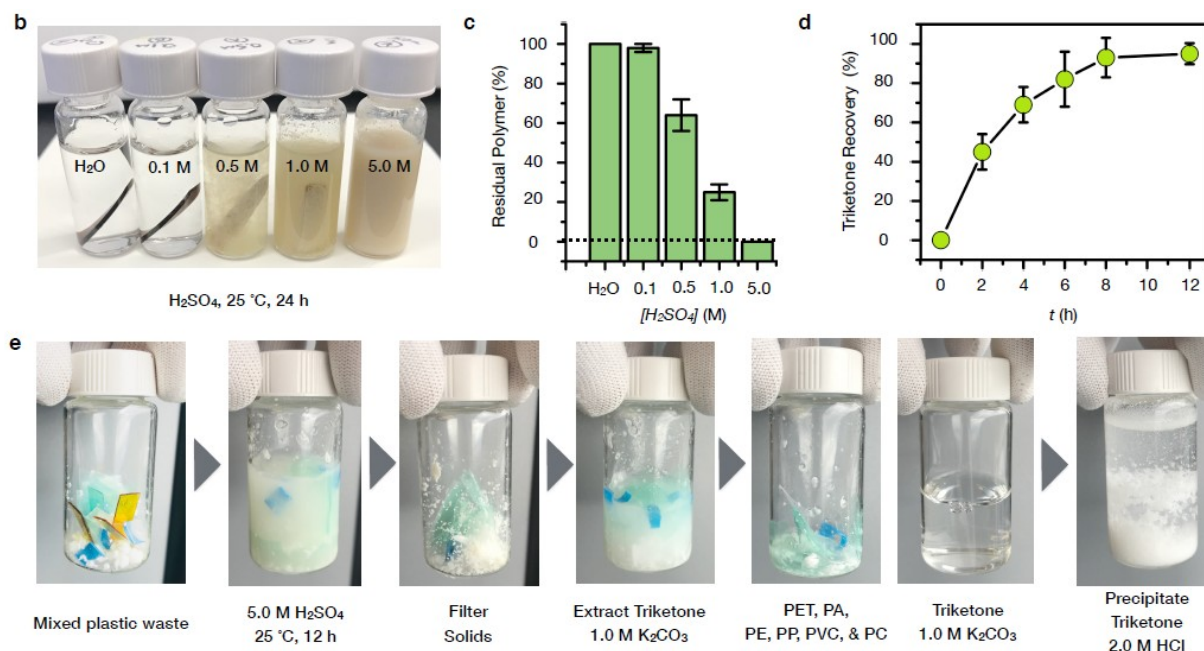 b
H₂O
0.1 M
0.5 M
1.0 M
5.0 M
H₂SO₄, 25 ˚C, 24 h
c
Residual Polymer (%)
100
80
60
40
20
0
H₂O 0.1 0.5 1.0 5.0
[H₂SO₄] (M)
d
Triketone Recovery (%)
100
80
60
40
20
0
0 2 4 6 8 10 12
t (h)
e
Mixed plastic waste
5.0 M H₂SO₄
25 ˚C, 12 h
Filter
Solids
Extract Triketone
1.0 M K₂CO₃
PET, PA,
PE, PP, PVC, & PC
Triketone
1.0 M K₂CO₃
Precipitate
Triketone
2.0 M HCl